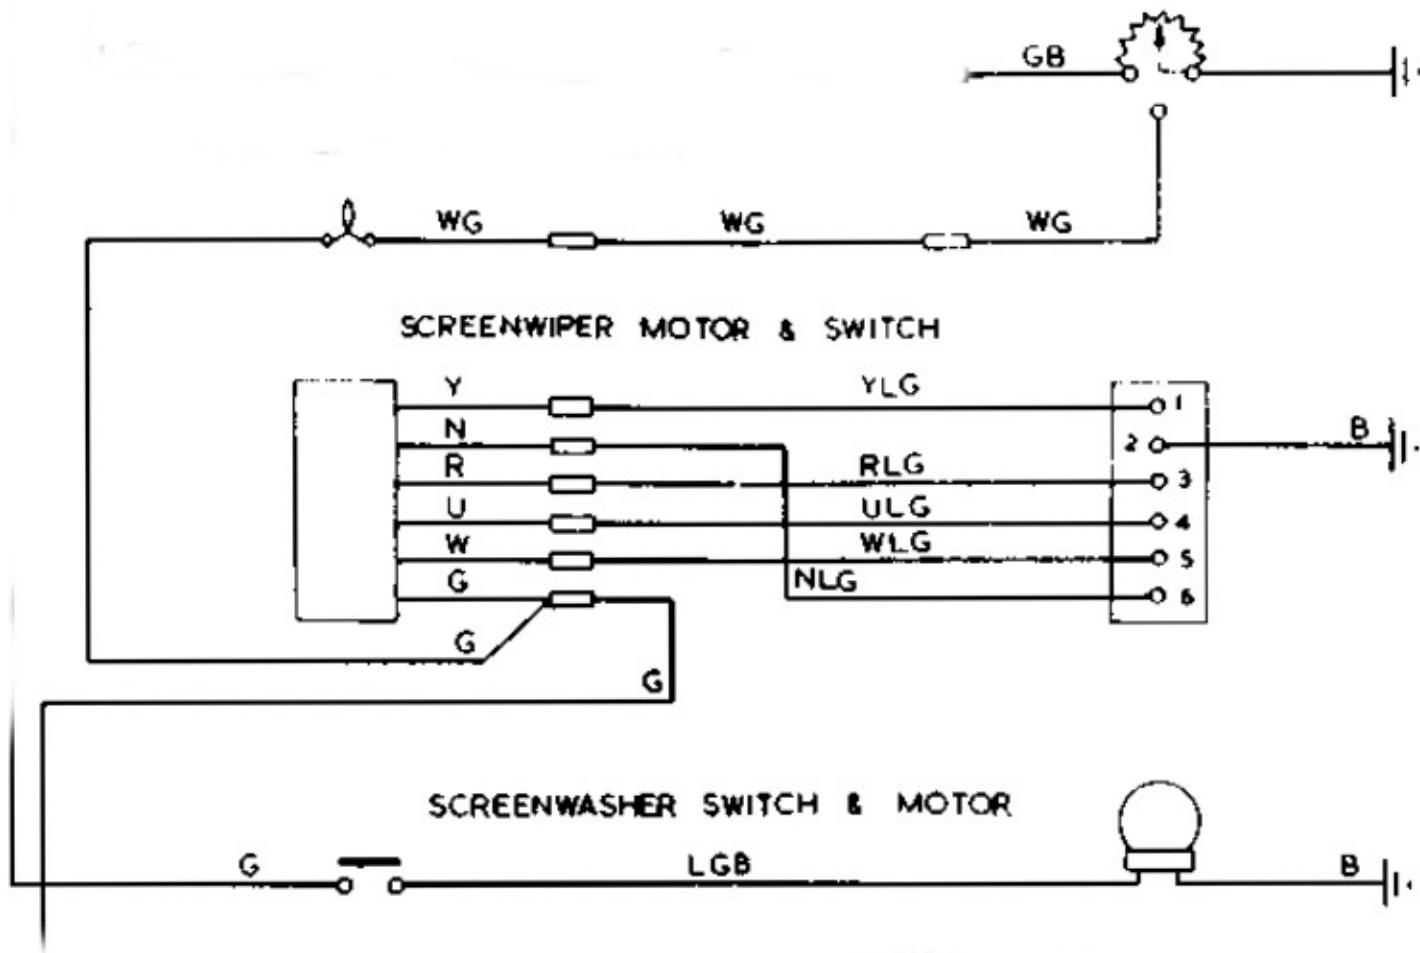 GB
WG WG WG
SCREENWIPER MOTOR & SWITCH
Y YLG 1
N 2 B
R RLG 3
U ULG 4
W WLG 5
G NLG 6
G
G
SCREENWASHER SWITCH & MOTOR
G LGB B